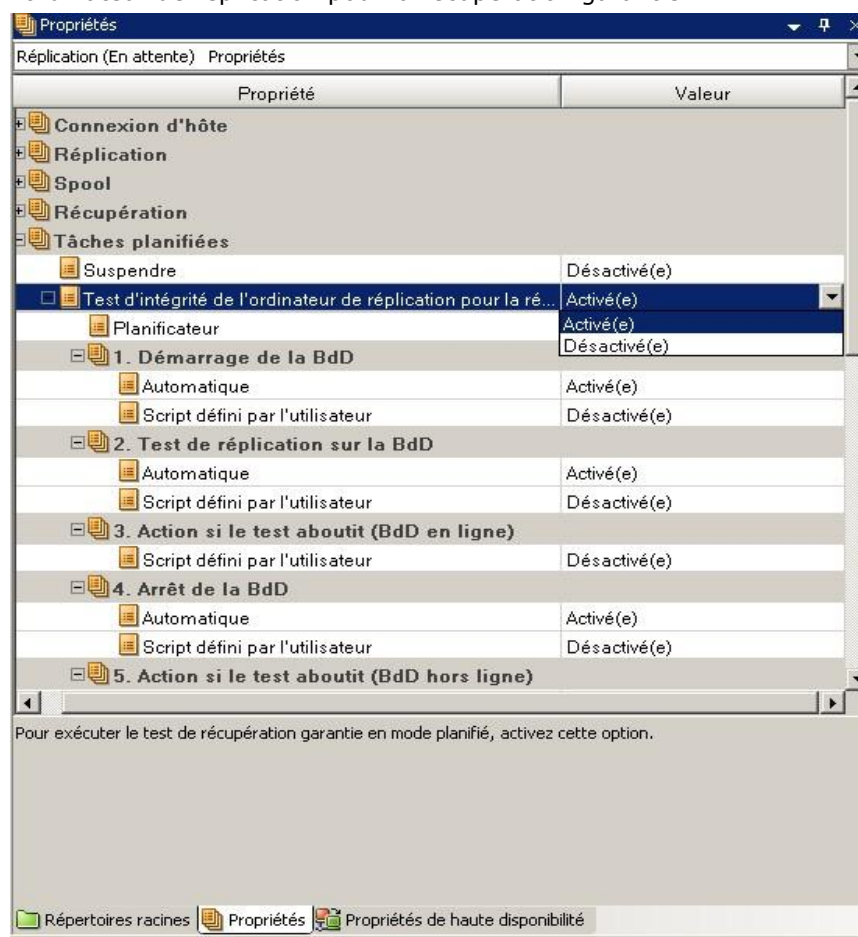 Propriétés
Réplication (En attente) Propriétés
Propriété Valeur
Connexion d'hôte
Réplication
Spool
Récupération
Tâches planifiées
Suspendre Désactivé(e)
Test d'intégrité de l'ordinateur de réplication pour la ré... Activé(e)
Planificateur Activé(e)
Désactivé(e)
1. Démarrage de la BdD
Automatique Activé(e)
Script défini par l'utilisateur Désactivé(e)
2. Test de réplication sur la BdD
Automatique Activé(e)
Script défini par l'utilisateur Désactivé(e)
3. Action si le test aboutit (BdD en ligne)
Script défini par l'utilisateur Désactivé(e)
4. Arrêt de la BdD
Automatique Activé(e)
Script défini par l'utilisateur Désactivé(e)
5. Action si le test aboutit (BdD hors ligne)
Pour exécuter le test de récupération garantie en mode planifié, activez cette option.
Répertoires racines Propriétés Propriétés de haute disponibilité